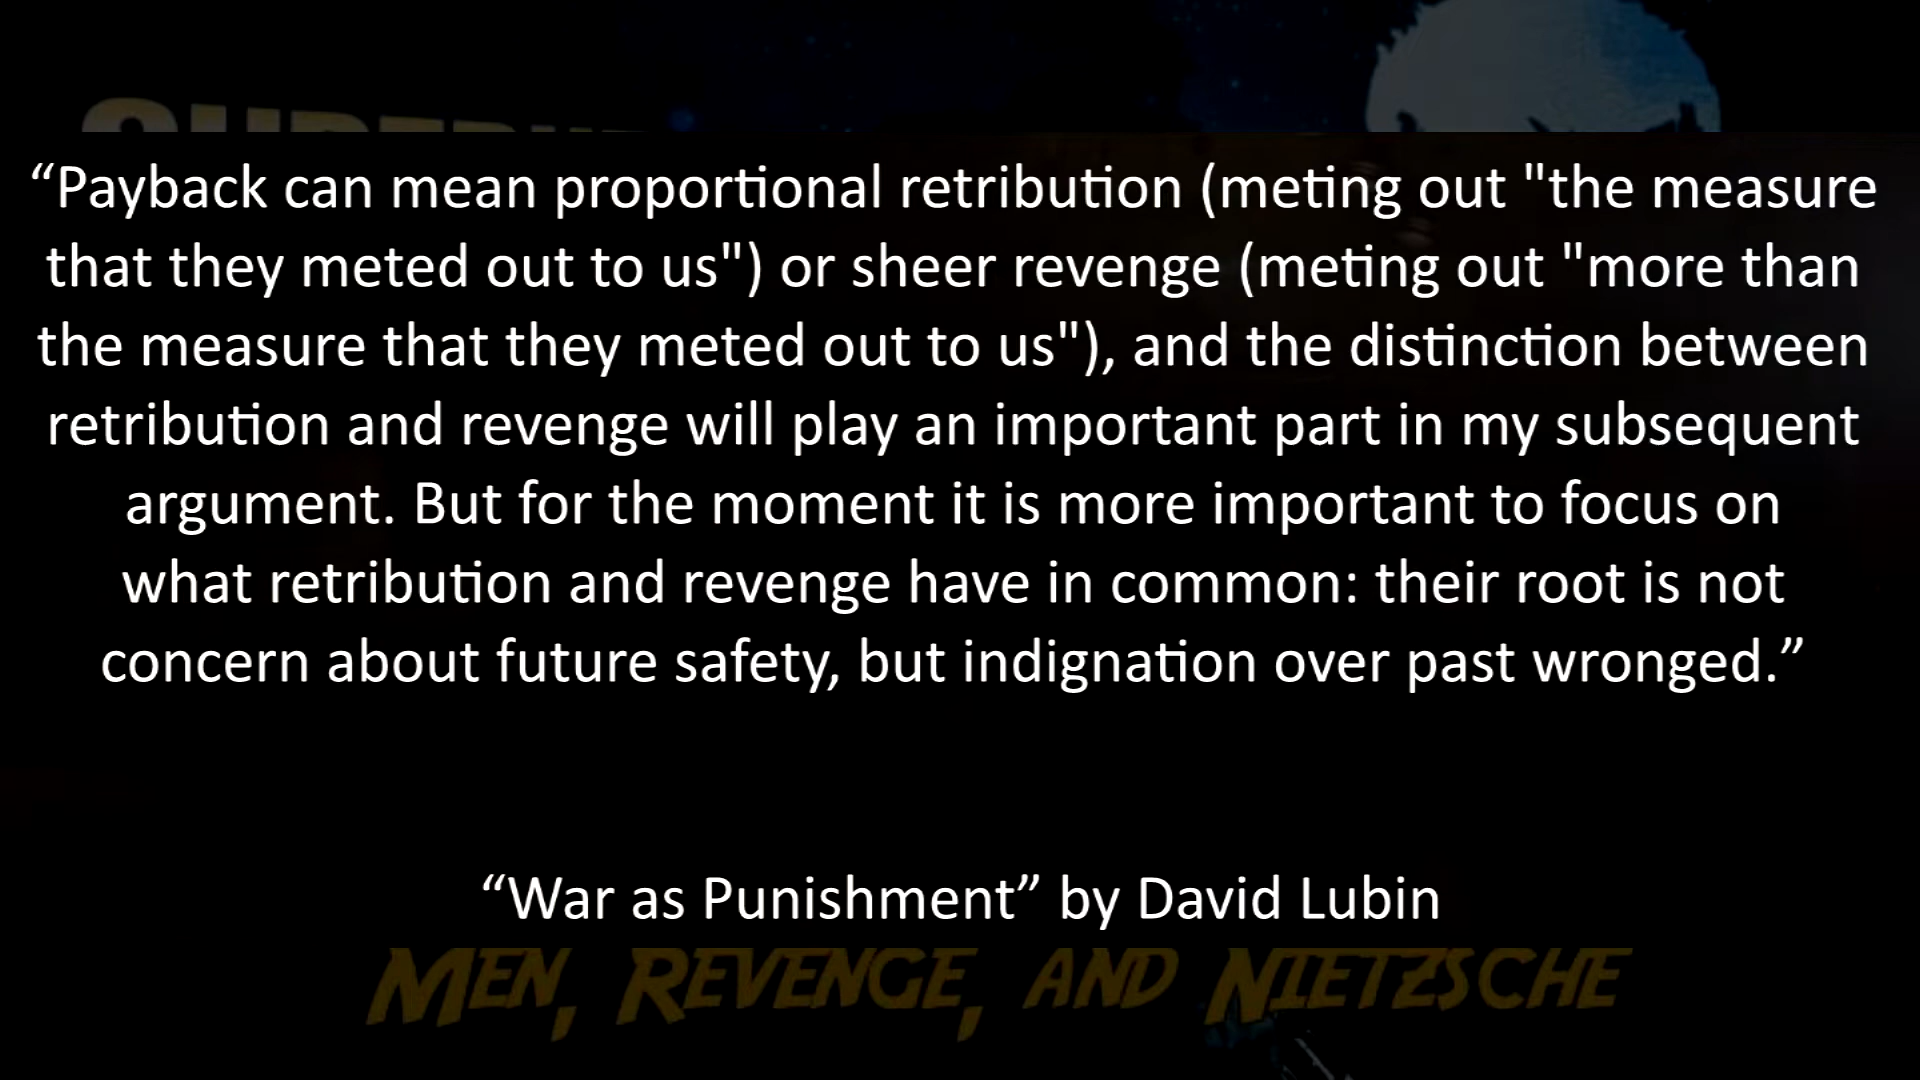 “Payback can mean proportional retribution (meting out "the measure
that they meted out to us") or sheer revenge (meting out "more than
the measure that they meted out to us"), and the distinction between
retribution and revenge will play an important part in my subsequent
argument. But for the moment it is more important to focus on
what retribution and revenge have in common: their root is not
concern about future safety, but indignation over past wronged.”
“War as Punishment” by David Lubin
MEN, REVENGE, AND NIETZSCHE